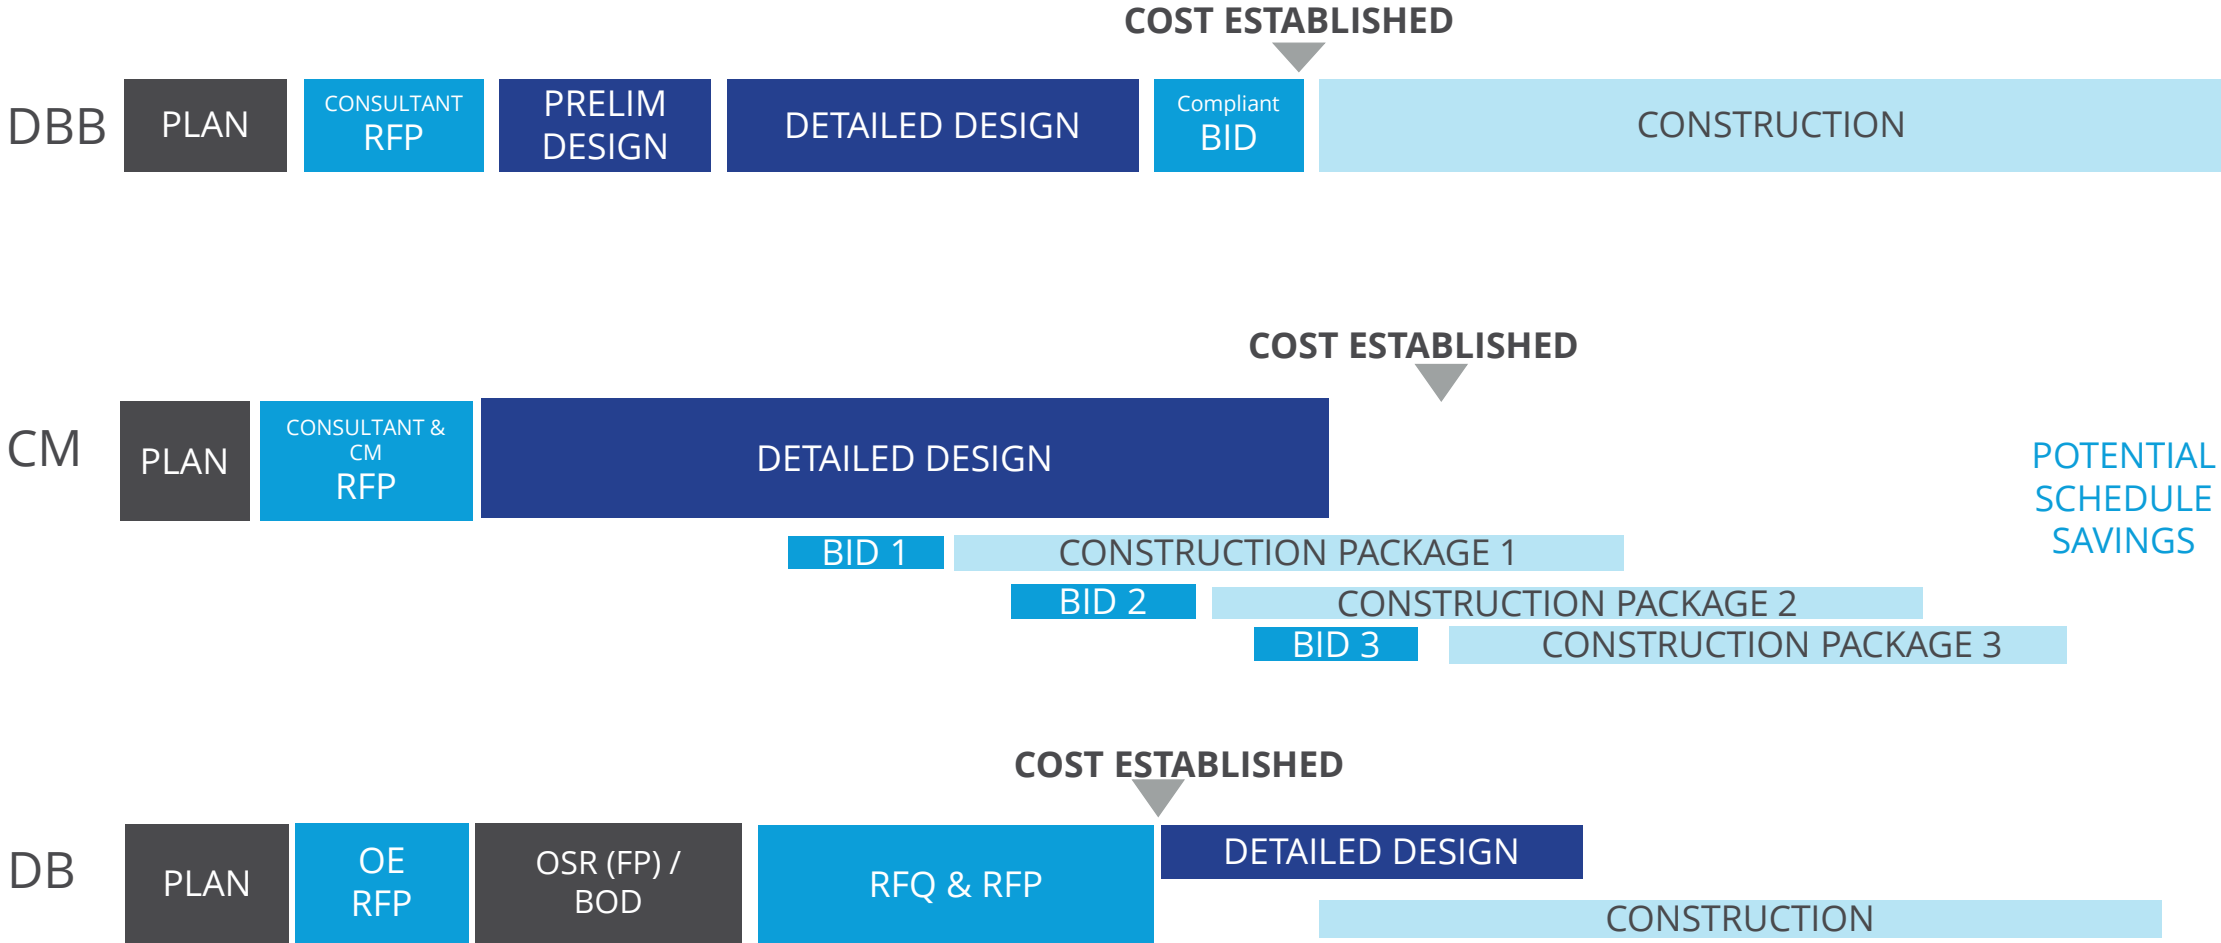 COST ESTABLISHED
DBB
PLAN
CONSULTANT
RFP
PRELIM
DESIGN
DETAILED DESIGN
Compliant
BID
CONSTRUCTION
COST ESTABLISHED
CM
PLAN
CONSULTANT &
CM
RFP
DETAILED DESIGN
POTENTIAL
SCHEDULE
SAVINGS
BID 1
CONSTRUCTION PACKAGE 1
BID 2
CONSTRUCTION PACKAGE 2
BID 3
CONSTRUCTION PACKAGE 3
COST ESTABLISHED
DB
PLAN
OE
RFP
OSR (FP) /
BOD
RFQ & RFP
DETAILED DESIGN
CONSTRUCTION